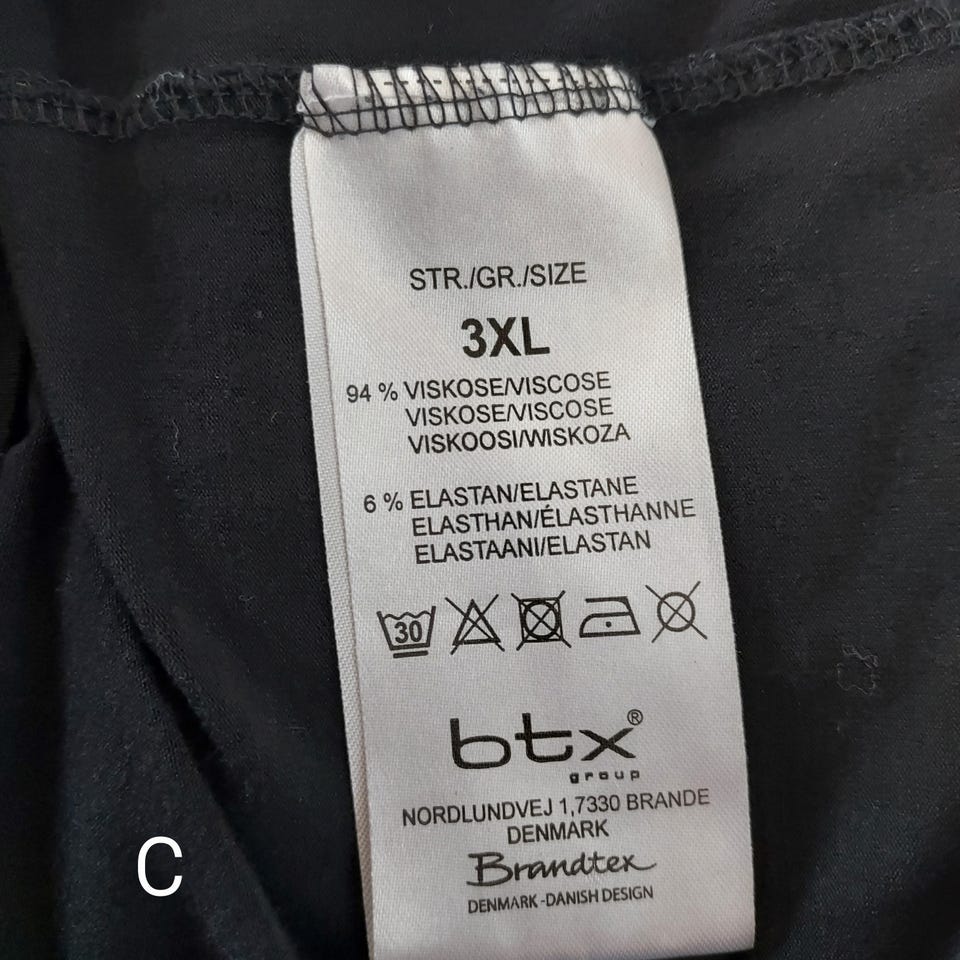 STR./GR./SIZE
3XL
94 % VISKOSE/VISCOSE
VISKOSE/VISCOSE
VISKOOSI/WISKOZA
6 % ELASTAN/ELASTANE
ELASTHAN/ÉLASTHANNE
ELASTAANI/ELASTAN
30
btx®
group
NORDLUNDVEJ 1,7330 BRANDE
DENMARK
Brandtex
DENMARK-DANISH DESIGN
C